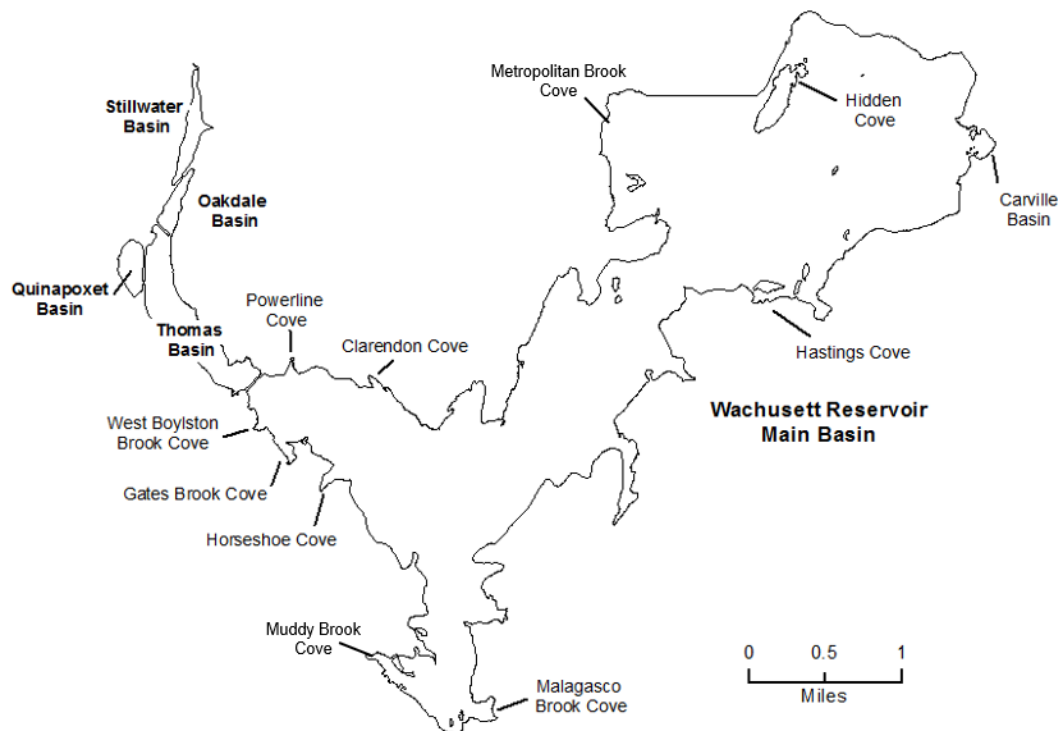 Metropolitan Brook
Cove
Hidden
Cove
Stillwater
Basin
Carville
Basin
Oakdale
Basin
Quinapoxet
Basin
Powerline
Cove
Thomas
Basin
Clarendon Cove
Hastings Cove
Wachusett Reservoir
Main Basin
West Boylston
Brook Cove
Gates Brook Cove
Horseshoe Cove
Muddy Brook
Cove
Malagasco
Brook Cove
0 0.5 1
Miles